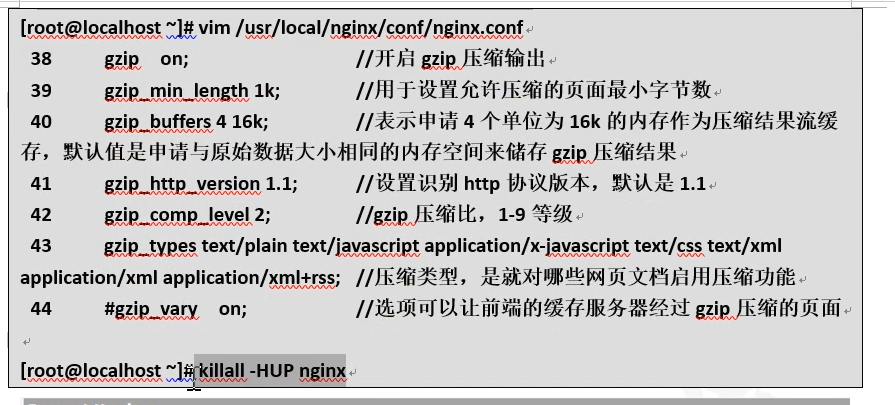 [root@localhost ~]# vim /usr/local/nginx/conf/nginx.conf
38 gzip on; //开启 gzip 压缩输出
39 gzip_min_length 1k; //用于设置允许压缩的页面最小字节数
40 gzip_buffers 4 16k; //表示申请 4 个单位为 16k 的内存作为压缩结果流缓
存，默认值是申请与原始数据大小相同的内存空间来储存 gzip 压缩结果
41 gzip_http_version 1.1; //设置识别 http 协议版本，默认是 1.1
42 gzip_comp_level 2; //gzip 压缩比，1-9 等级
43 gzip_types text/plain text/javascript application/x-javascript text/css text/xml
application/xml application/xml+rss; //压缩类型，是就对哪些网页文档启用压缩功能
44 #gzip_vary on; //选项可以让前端的缓存服务器经过 gzip 压缩的页面
[root@localhost ~]# killall -HUP nginx